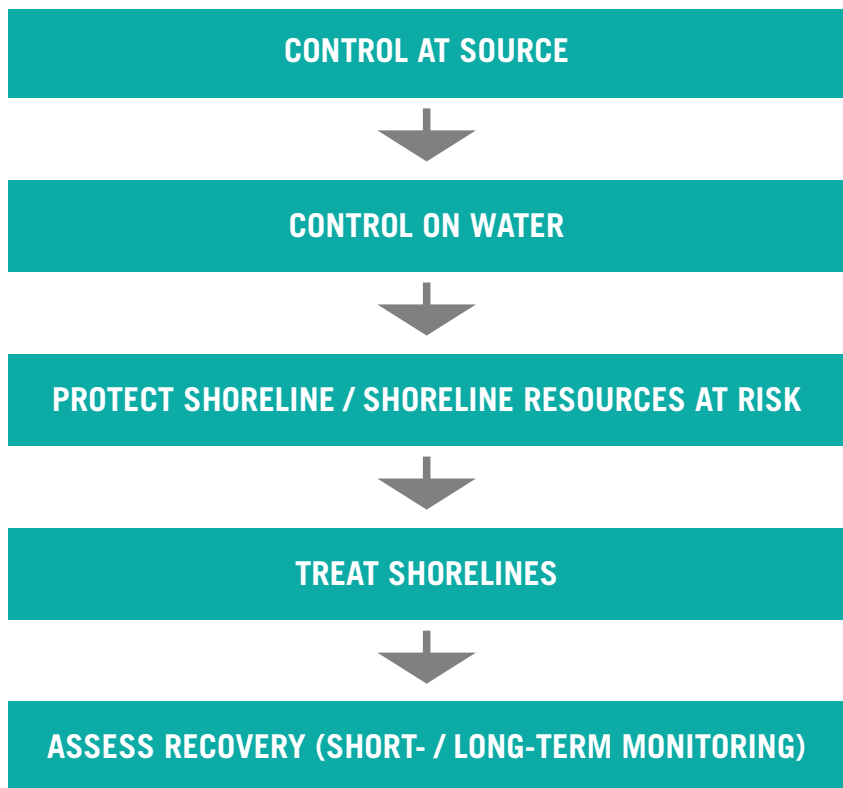 CONTROL AT SOURCE
CONTROL ON WATER
PROTECT SHORELINE / SHORELINE RESOURCES AT RISK
TREAT SHORELINES
ASSESS RECOVERY (SHORT- / LONG-TERM MONITORING)